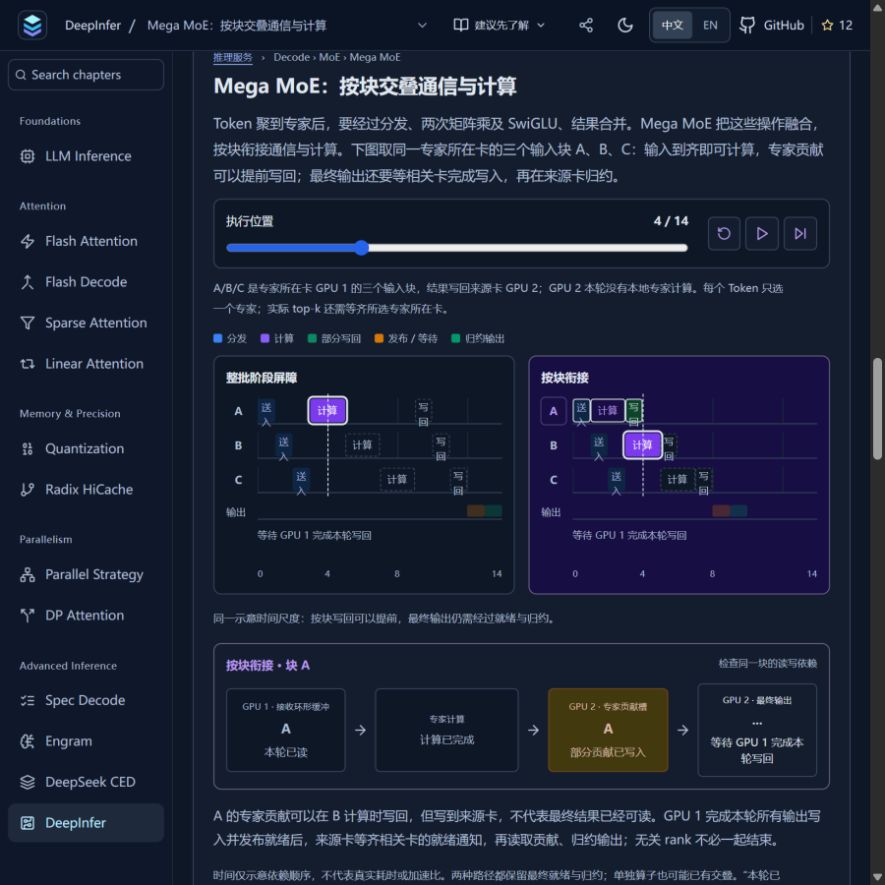 DeepInfer / Mega MoE：按块交叠通信与计算
建议先了解
中文 EN
GitHub
12
Search chapters
Foundations
LLM Inference
Attention
Flash Attention
Flash Decode
Sparse Attention
Linear Attention
Memory & Precision
Quantization
Radix HiCache
Parallelism
Parallel Strategy
DP Attention
Advanced Inference
Spec Decode
Engram
DeepSeek CED
DeepInfer
推理服务 › Decode › MoE › Mega MoE
Mega MoE：按块交叠通信与计算
Token 聚到专家后，要经过分发、两次矩阵乘及 SwiGLU、结果合并。Mega MoE 把这些操作融合，
按块衔接通信与计算。下图取同一专家所在卡的三个输入块 A、B、C：输入到齐即可计算，专家贡献
可以提前写回；最终输出还要等相关卡完成写入，再在来源卡归约。
执行位置
4 / 14
A/B/C 是专家所在卡 GPU 1 的三个输入块，结果写回来源卡 GPU 2；GPU 2 本轮没有本地专家计算。每个 Token 只选
一个专家；实际 top-k 还需等齐所选专家所在卡。
分发 计算 部分写回 发布 / 等待 归约输出
整批阶段屏障
A 送入 计算 写回
B 送入 计算 写回
C 送入 计算 写回
输出
等待 GPU 1 完成本轮写回
0 4 8 14
按块衔接
A 送入 计算 写回
B 送入 计算 写回
C 送入 计算 写回
输出
等待 GPU 1 完成本轮写回
0 4 8 14
同一示意时间尺度：按块写回可以提前，最终输出仍需经过就绪与归约。
按块衔接 • 块 A
检查同一块的读写依赖
GPU 1 · 接收环形缓冲
A
本轮已读
→
专家计算
计算已完成
→
GPU 2 · 专家贡献槽
A
部分贡献已写入
→
GPU 2 · 最终输出
…
等待 GPU 1 完成本
轮写回
A 的专家贡献可以在 B 计算时写回，但写到来源卡，不代表最终结果已经可读。GPU 1 完成本轮所有输出写
入并发布就绪后，来源卡等齐相关卡的就绪通知，再读取贡献、归约输出；无关 rank 不必一起结束。
时间仅示意依赖顺序，不代表真实耗时或加速比。两种路径都保留最终就绪与归约；单独算子也可能已有交叠。“本轮已